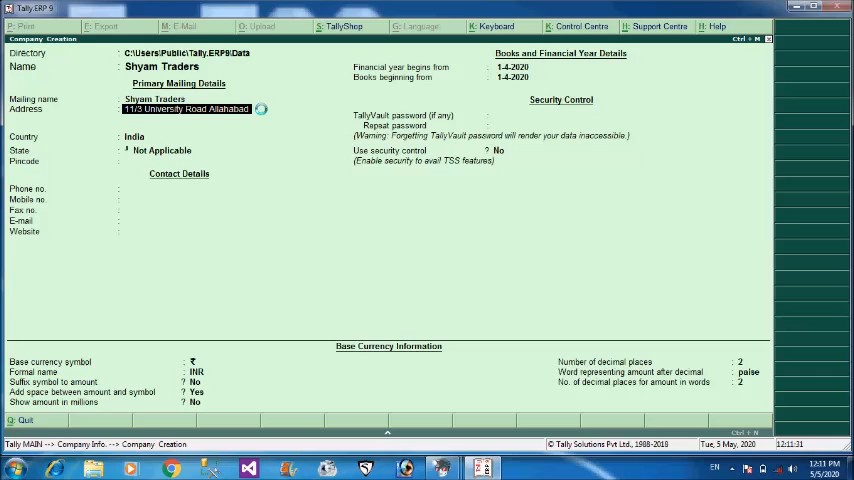 Tally.ERP 9
P: Print
E: Export
M: E-Mail
O: Upload
S: TallyShop
G: Language
K: Keyboard
K: Control Centre
H: Support Centre
H: Help
Company Creation
Ctrl + M
Directory : C:\Users\Public\Tally.ERP9\Data
Name : Shyam Traders
Primary Mailing Details
Mailing name : Shyam Traders
Address : 11/3 University Road Allahabad
Country : India
State : Not Applicable
Pincode :
Contact Details
Phone no. :
Mobile no. :
Fax no. :
E-mail :
Website :
Books and Financial Year Details
Financial year begins from : 1-4-2020
Books beginning from : 1-4-2020
Security Control
TallyVault password (if any) :
Repeat password :
(Warning: Forgetting TallyVault password will render your data inaccessible.)
Use security control ? No
(Enable security to avail TSS features)
Base Currency Information
Base currency symbol : ₹
Formal name : INR
Suffix symbol to amount ? No
Add space between amount and symbol ? Yes
Show amount in millions ? No
Number of decimal places : 2
Word representing amount after decimal : paise
No. of decimal places for amount in words : 2
Q: Quit
Ctrl + N
Tally MAIN --> Company Info. --> Company Creation
© Tally Solutions Pvt Ltd., 1988-2018
Tue, 5 May, 2020
12:11:31
EN
12:11 PM
5/5/2020